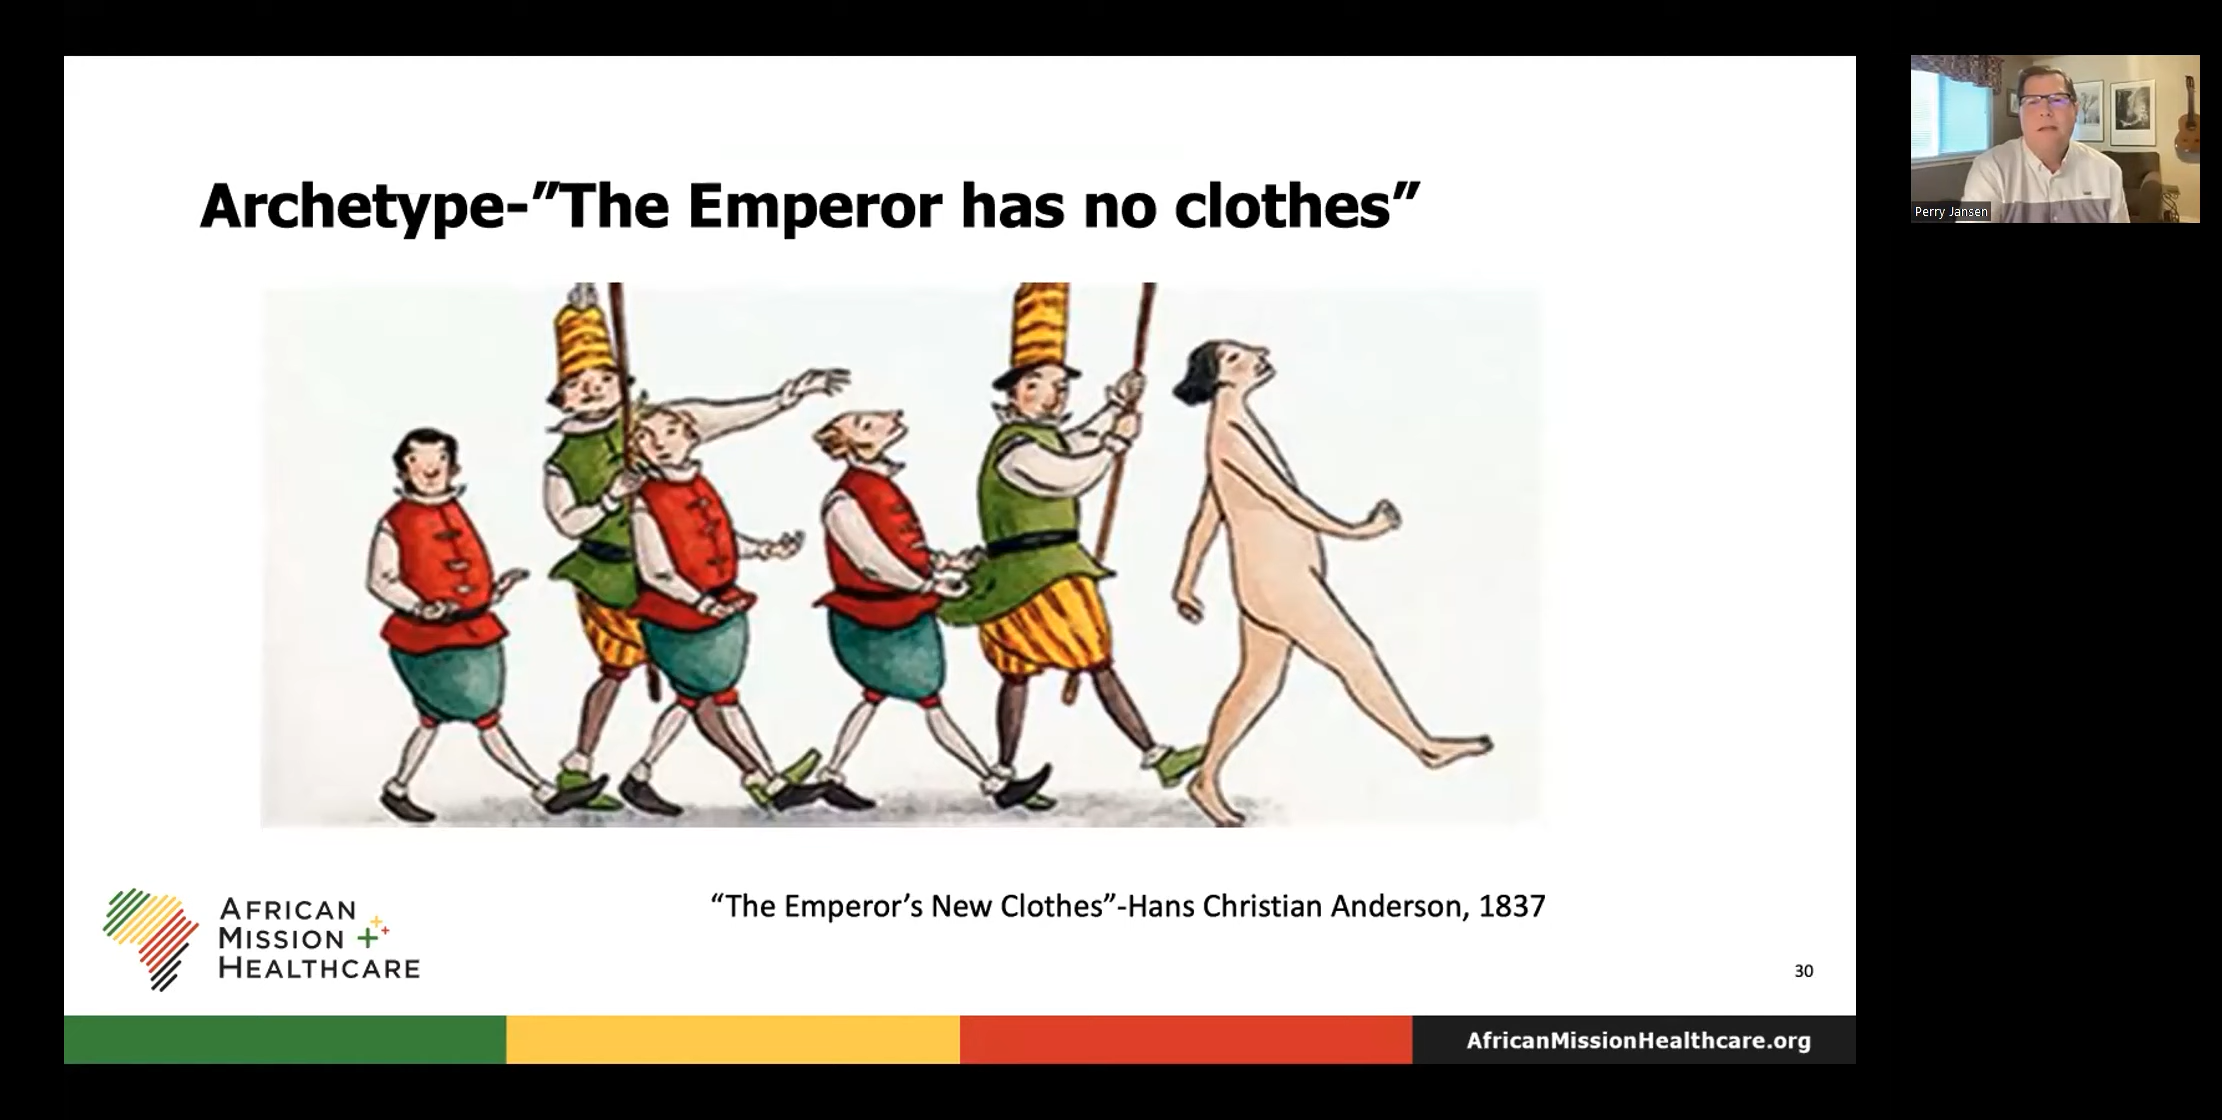 Archetype-”The Emperor has no clothes”
“The Emperor’s New Clothes”-Hans Christian Anderson, 1837
AFRICAN
MISSION
HEALTHCARE
30
AfricanMissionHealthcare.org
Perry Jansen